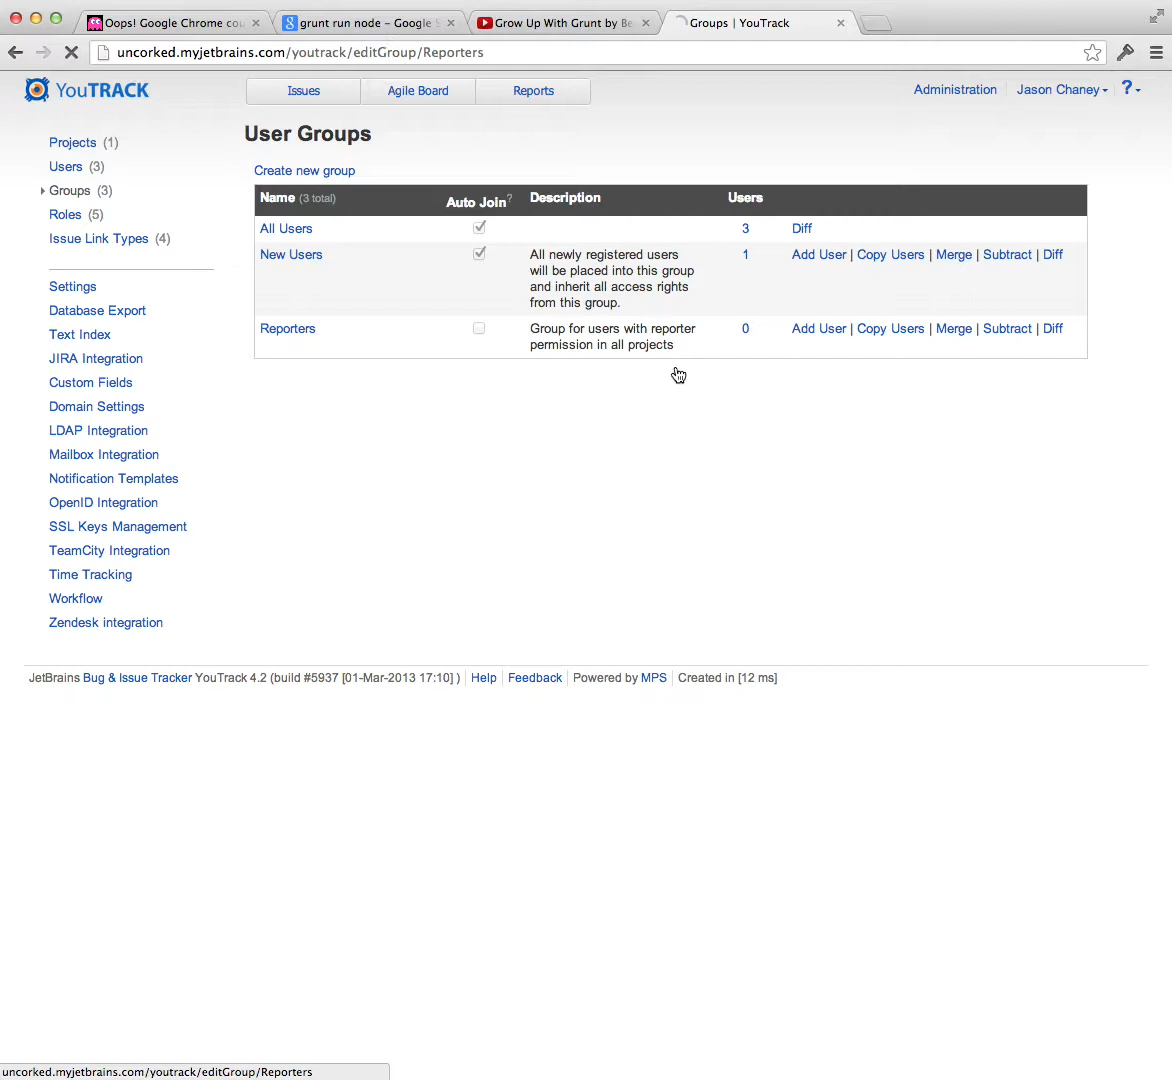 Oops! Google Chrome cou
grunt run node - Google S
Grow Up With Grunt by Be
Groups | YouTrack
uncorked.myjetbrains.com/youtrack/editGroup/Reporters
YouTRACK
Issues
Agile Board
Reports
Administration
Jason Chaney
?
Projects (1)
Users (3)
Groups (3)
Roles (5)
Issue Link Types (4)
Settings
Database Export
Text Index
JIRA Integration
Custom Fields
Domain Settings
LDAP Integration
Mailbox Integration
Notification Templates
OpenID Integration
SSL Keys Management
TeamCity Integration
Time Tracking
Workflow
Zendesk integration
User Groups
Create new group
Name (3 total) Auto Join? Description Users
All Users 3 Diff
New Users All newly registered users 1 Add User | Copy Users | Merge | Subtract | Diff
will be placed into this group
and inherit all access rights
from this group.
Reporters Group for users with reporter 0 Add User | Copy Users | Merge | Subtract | Diff
permission in all projects
JetBrains Bug & Issue Tracker YouTrack 4.2 (build #5937 [01-Mar-2013 17:10] ) Help Feedback Powered by MPS Created in [12 ms]
uncorked.myjetbrains.com/youtrack/editGroup/Reporters